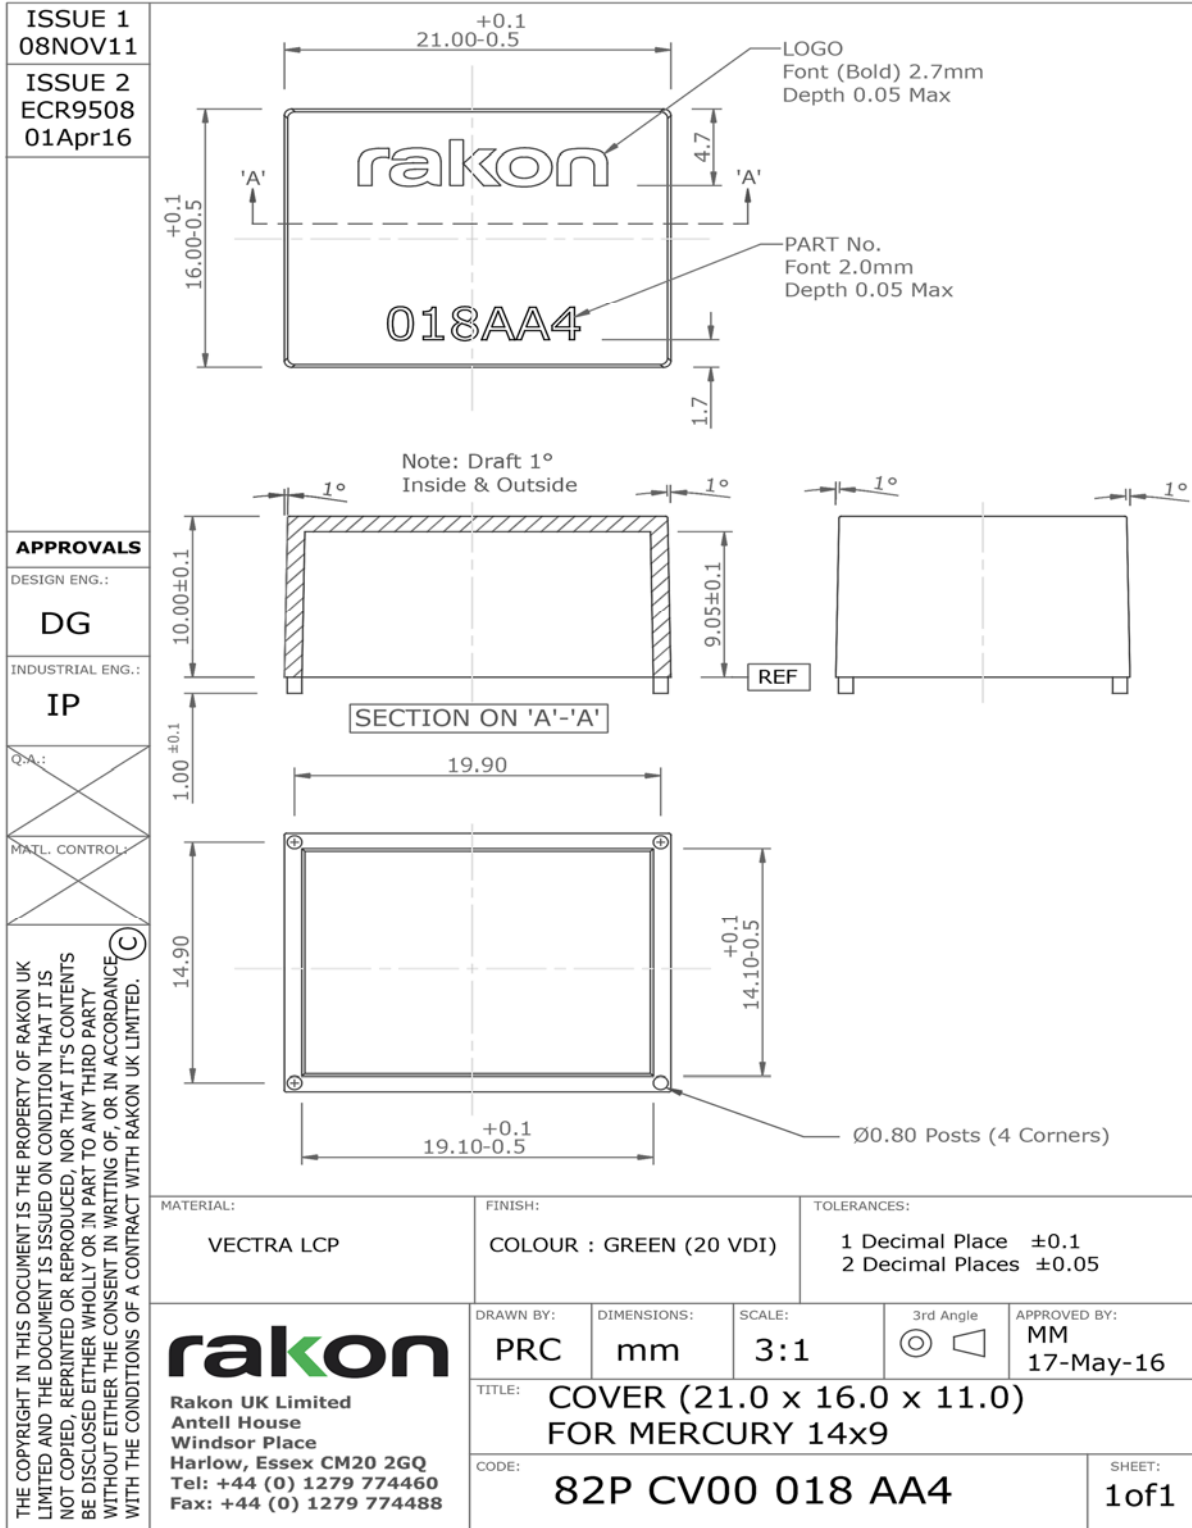 ISSUE 1
08NOV11
ISSUE 2
ECR9508
01Apr16
+0.1
21.00-0.5
LOGO
Font (Bold) 2.7mm
Depth 0.05 Max
rakon
4.7
'A'
'A'
+0.1
16.00-0.5
PART No.
Font 2.0mm
Depth 0.05 Max
018AA4
1.7
Note: Draft 1°
Inside & Outside
1°
1°
1°
1°
10.00±0.1
9.05±0.1
REF
SECTION ON 'A'-'A'
1.00 ±0.1
19.90
14.90
+0.1
14.10-0.5
+0.1
19.10-0.5
Ø0.80 Posts (4 Corners)
APPROVALS
DESIGN ENG.:
DG
INDUSTRIAL ENG.:
IP
Q.A.:
MATL. CONTROL:
©
THE COPYRIGHT IN THIS DOCUMENT IS THE PROPERTY OF RAKON UK
LIMITED AND THE DOCUMENT IS ISSUED ON CONDITION THAT IT IS
NOT COPIED, REPRINTED OR REPRODUCED, NOR THAT IT'S CONTENTS
BE DISCLOSED EITHER WHOLLY OR IN PART TO ANY THIRD PARTY
WITHOUT EITHER THE CONSENT IN WRITING OF, OR IN ACCORDANCE
WITH THE CONDITIONS OF A CONTRACT WITH RAKON UK LIMITED.
MATERIAL:
VECTRA LCP
FINISH:
COLOUR : GREEN (20 VDI)
TOLERANCES:
1 Decimal Place ±0.1
2 Decimal Places ±0.05
rakon
Rakon UK Limited
Antell House
Windsor Place
Harlow, Essex CM20 2GQ
Tel: +44 (0) 1279 774460
Fax: +44 (0) 1279 774488
DRAWN BY:
PRC
DIMENSIONS:
mm
SCALE:
3:1
3rd Angle
APPROVED BY:
MM
17-May-16
TITLE:
COVER (21.0 x 16.0 x 11.0)
FOR MERCURY 14x9
CODE:
82P CV00 018 AA4
SHEET:
1of1